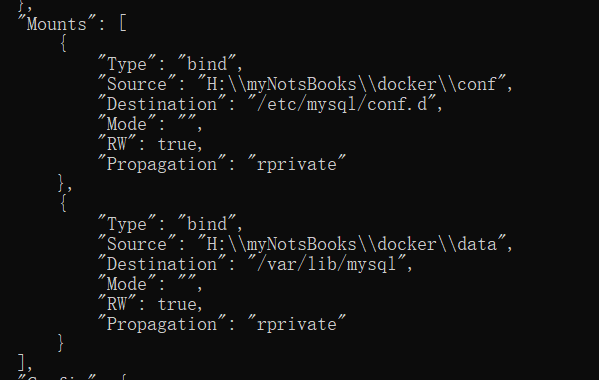 },
"Mounts": [
{
"Type": "bind",
"Source": "H:\\myNotsBooks\\docker\\conf",
"Destination": "/etc/mysql/conf.d",
"Mode": "",
"RW": true,
"Propagation": "rprivate"
},
{
"Type": "bind",
"Source": "H:\\myNotsBooks\\docker\\data",
"Destination": "/var/lib/mysql",
"Mode": "",
"RW": true,
"Propagation": "rprivate"
}
],